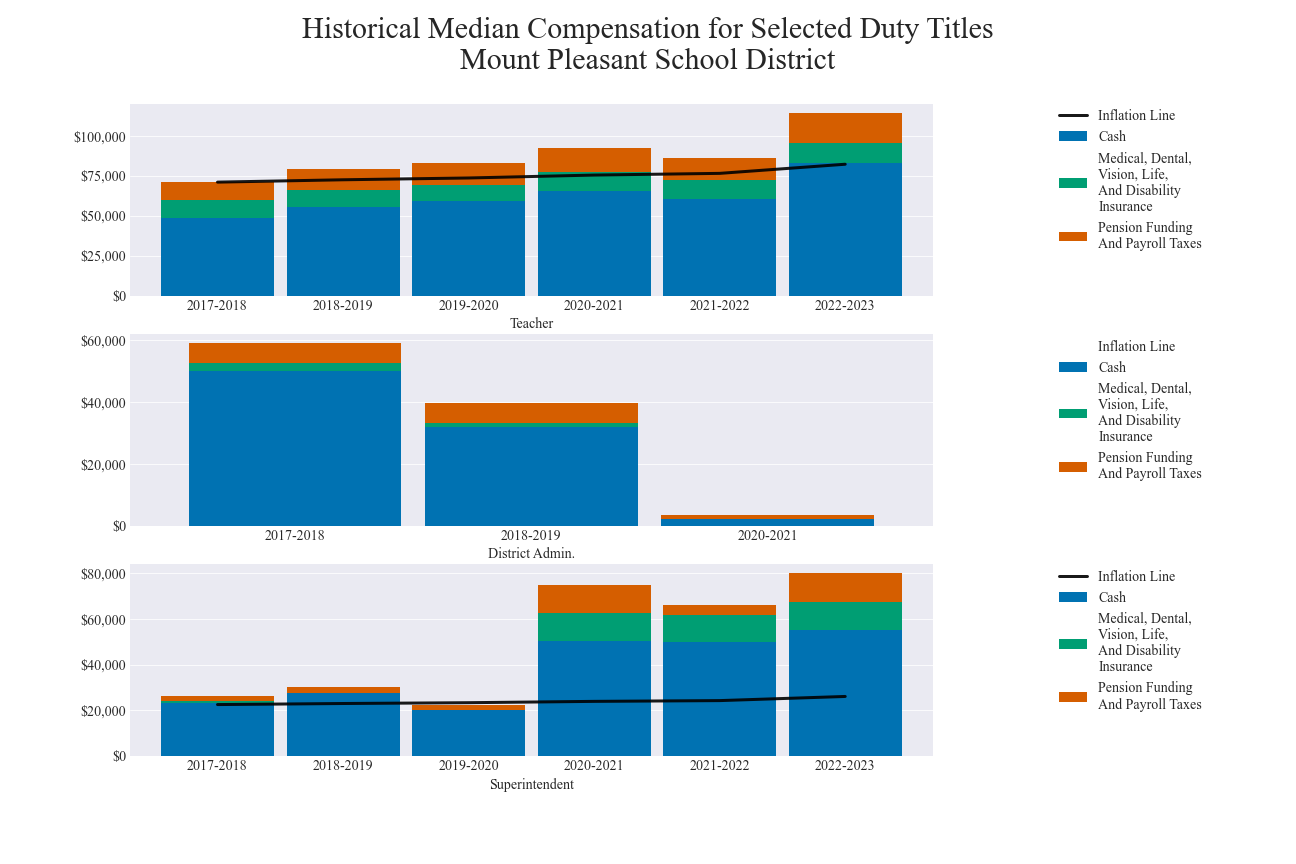 Historical Median Compensation for Selected Duty Titles
Mount Pleasant School District
$100,000
$75,000
$50,000
$25,000
$0
2017-2018
2018-2019
2019-2020
2020-2021
2021-2022
2022-2023
Teacher
Inflation Line
Cash
Medical, Dental,
Vision, Life,
And Disability
Insurance
Pension Funding
And Payroll Taxes
$60,000
$40,000
$20,000
$0
2017-2018
2018-2019
2020-2021
District Admin.
Inflation Line
Cash
Medical, Dental,
Vision, Life,
And Disability
Insurance
Pension Funding
And Payroll Taxes
$80,000
$60,000
$40,000
$20,000
$0
2017-2018
2018-2019
2019-2020
2020-2021
2021-2022
2022-2023
Superintendent
Inflation Line
Cash
Medical, Dental,
Vision, Life,
And Disability
Insurance
Pension Funding
And Payroll Taxes